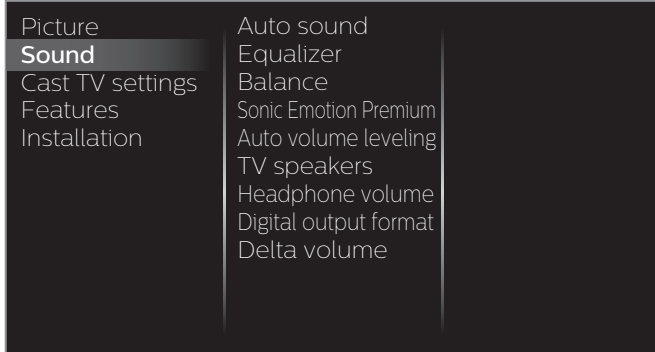 Picture
Sound
Cast TV settings
Features
Installation
Auto sound
Equalizer
Balance
Sonic Emotion Premium
Auto volume leveling
TV speakers
Headphone volume
Digital output format
Delta volume